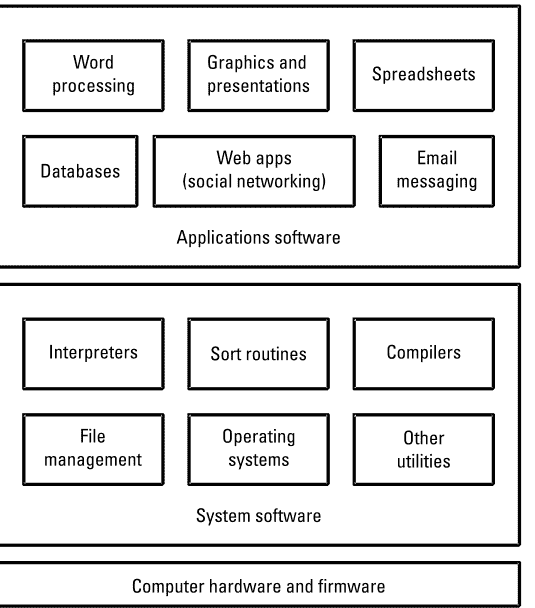 Word
processing
Graphics and
presentations
Spreadsheets
Databases
Web apps
(social networking)
Email
messaging
Applications software
Interpreters
Sort routines
Compilers
File
management
Operating
systems
Other
utilities
System software
Computer hardware and firmware